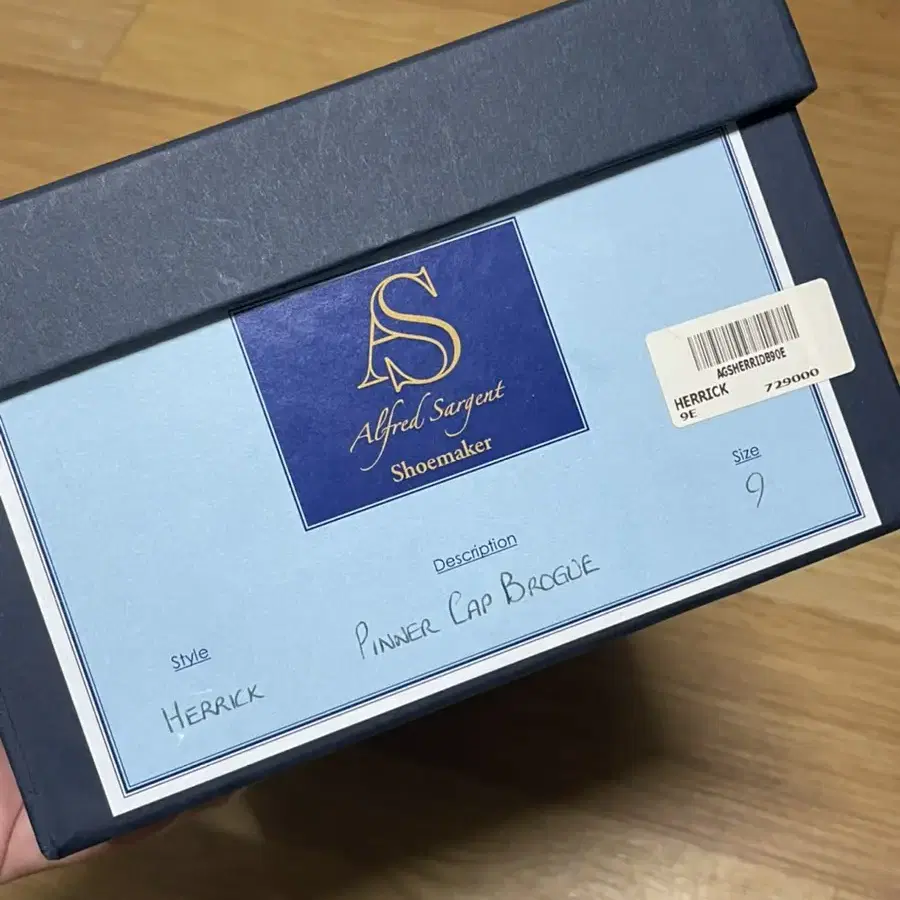 AS
Alfred Sargent
Shoemaker
AGSHERRIDB90E
HERRICK 729000
9E
Size
9
Description
PINNER CAP BROGUE
Style
HERRICK